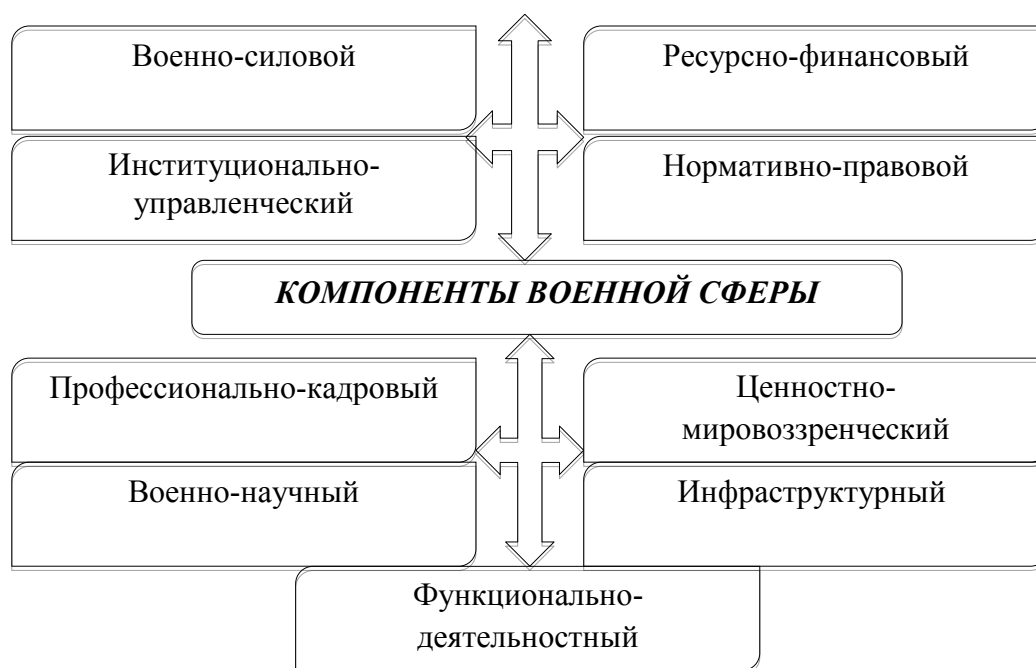 Военно-силовой
Ресурсно-финансовый
Институционально-
управленческий
Нормативно-правовой
КОМПОНЕНТЫ ВОЕННОЙ СФЕРЫ
Профессионально-кадровый
Ценностно-
мировоззренческий
Военно-научный
Инфраструктурный
Функционально-
деятельностный